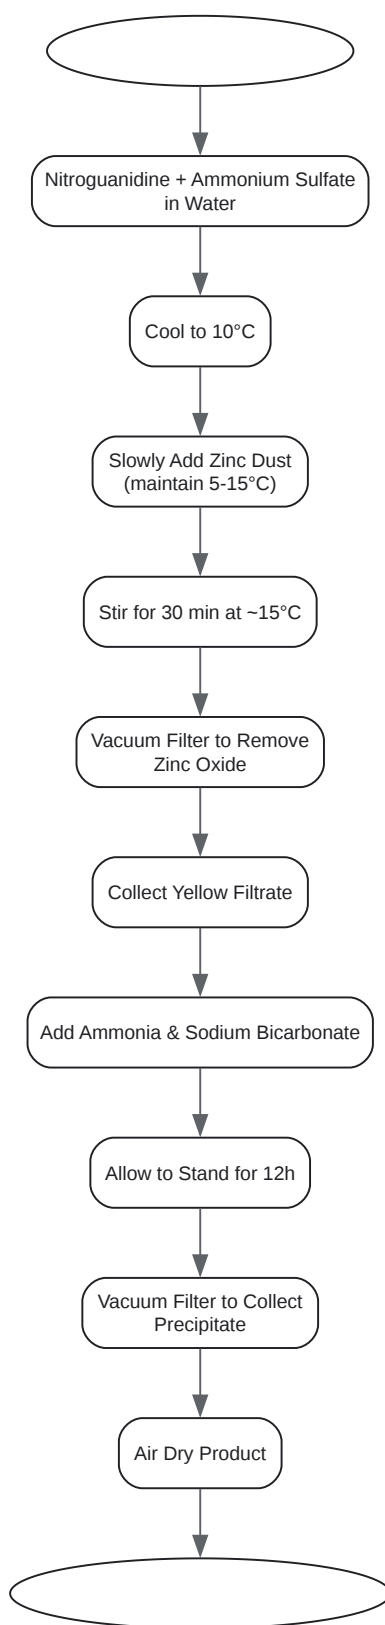 Nitroguanidine + Ammonium Sulfate
in Water
Cool to 10°C
Slowly Add Zinc Dust
(maintain 5-15°C)
Stir for 30 min at ~15°C
Vacuum Filter to Remove
Zinc Oxide
Collect Yellow Filtrate
Add Ammonia & Sodium Bicarbonate
Allow to Stand for 12h
Vacuum Filter to Collect
Precipitate
Air Dry Product